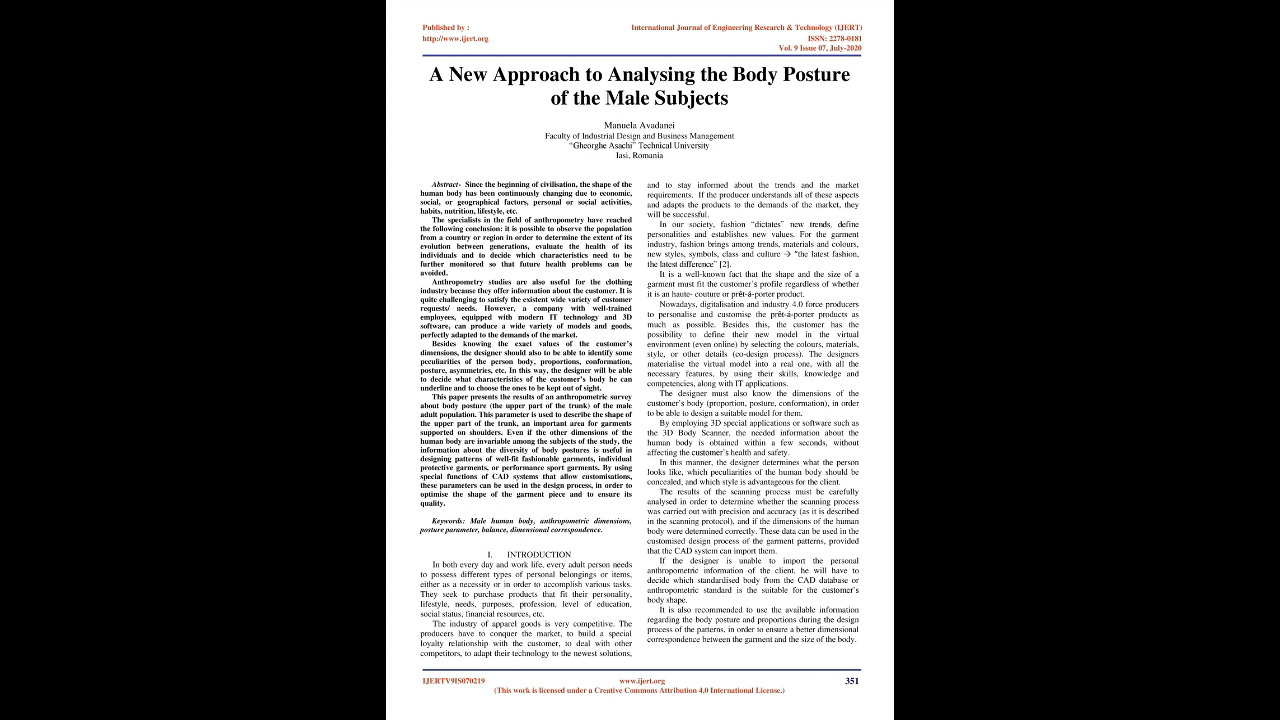 Published by :
http://www.ijert.org
International Journal of Engineering Research & Technology (IJERT)
ISSN: 2278-0181
Vol. 9 Issue 07, July-2020
A New Approach to Analysing the Body Posture
of the Male Subjects
Manuela Avadanei
Faculty of Industrial Design and Business Management
"Gheorghe Asachi" Technical University
Iasi, Romania
Abstract- Since the beginning of civilisation, the shape of the
human body has been continuously changing due to economic,
social, or geographical factors, personal or social activities,
habits, nutrition, lifestyle, etc.
The specialists in the field of anthropometry have reached
the following conclusion: it is possible to observe the population
from a country or region in order to determine the extent of its
evolution between generations, evaluate the health of its
individuals and to decide which characteristics need to be
further monitored so that future health problems can be
avoided.
Anthropometry studies are also useful for the clothing
industry because they offer information about the customer. It is
quite challenging to satisfy the existent wide variety of customer
requests/ needs. However, a company with well-trained
employees, equipped with modern IT technology and 3D
software, can produce a wide variety of models and goods,
perfectly adapted to the demands of the market.
Besides knowing the exact values of the customer's
dimensions, the designer should also to be able to identify some
peculiarities of the person body, proportions, conformation,
posture, asymmetries, etc. In this way, the designer will be able
to decide what characteristics of the customer's body he can
underline and to choose the ones to be kept out of sight.
This paper presents the results of an anthropometric survey
about body posture (the upper part of the trunk) of the male
adult population. This parameter is used to describe the shape of
the upper part of the trunk, an important area for garments
supported on shoulders. Even if the other dimensions of the
human body are invariable among the subjects of the study, the
information about the diversity of body postures is useful in
designing patterns of well-fit fashionable garments, individual
protective garments, or performance sport garments. By using
special functions of CAD systems that allow customisations,
these parameters can be used in the design process, in order to
optimise the shape of the garment piece and to ensure its
quality.
Keywords: Male human body, anthropometric dimensions,
posture parameter, balance, dimensional correspondence.
I. INTRODUCTION
In both every day and work life, every adult person needs
to possess different types of personal belongings or items,
either as a necessity or in order to accomplish various tasks.
They seek to purchase products that fit their personality,
lifestyle, needs, purposes, profession, level of education,
social status, financial resources, etc.
The industry of apparel goods is very competitive. The
producers have to conquer the market, to build a special
loyalty relationship with the customer, to deal with other
competitors, to adapt their technology to the newest solutions,
and to stay informed about the trends and the market
requirements. If the producer understands all of these aspects
and adapts the products to the demands of the market, they
will be successful.
In our society, fashion "dictates" new trends, define
personalities and establishes new values. For the garment
industry, fashion brings among trends, materials and colours,
new styles, symbols, class and culture → "the latest fashion,
the latest difference" [2].
It is a well-known fact that the shape and the size of a
garment must fit the customer's profile regardless of whether
it is an haute- couture or prêt-á-porter product.
Nowadays, digitalisation and industry 4.0 force producers
to personalise and customise the prêt-á-porter products as
much as possible. Besides this, the customer has the
possibility to define their new model in the virtual
environment (even online) by selecting the colours, materials,
style, or other details (co-design process). The designers
materialise the virtual model into a real one, with all the
necessary features, by using their skills, knowledge and
competencies, along with IT applications.
The designer must also know the dimensions of the
customer's body (proportion, posture, conformation), in order
to be able to design a suitable model for them.
By employing 3D special applications or software such as
the 3D Body Scanner, the needed information about the
human body is obtained within a few seconds, without
affecting the customer's health and safety.
In this manner, the designer determines what the person
looks like, which peculiarities of the human body should be
concealed, and which style is advantageous for the client.
The results of the scanning process must be carefully
analysed in order to determine whether the scanning process
was carried out with precision and accuracy (as it is described
in the scanning protocol), and if the dimensions of the human
body were determined correctly. These data can be used in the
customised design process of the garment patterns, provided
that the CAD system can import them.
If the designer is unable to import the personal
anthropometric information of the client, he will have to
decide which standardised body from the CAD database or
anthropometric standard is the suitable for the customer's
body shape.
It is also recommended to use the available information
regarding the body posture and proportions during the design
process of the patterns, in order to ensure a better dimensional
correspondence between the garment and the size of the body.
IJERTV9IS070219
www.ijert.org
351
(This work is licensed under a Creative Commons Attribution 4.0 International License.)